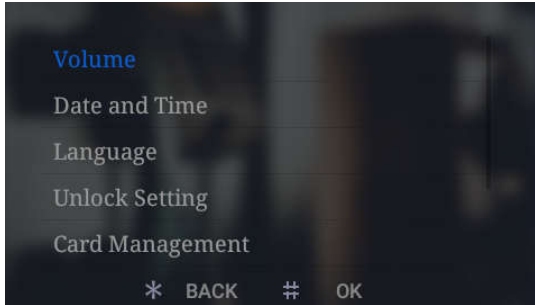 Volume
Date and Time
Language
Unlock Setting
Card Management
* BACK # OK